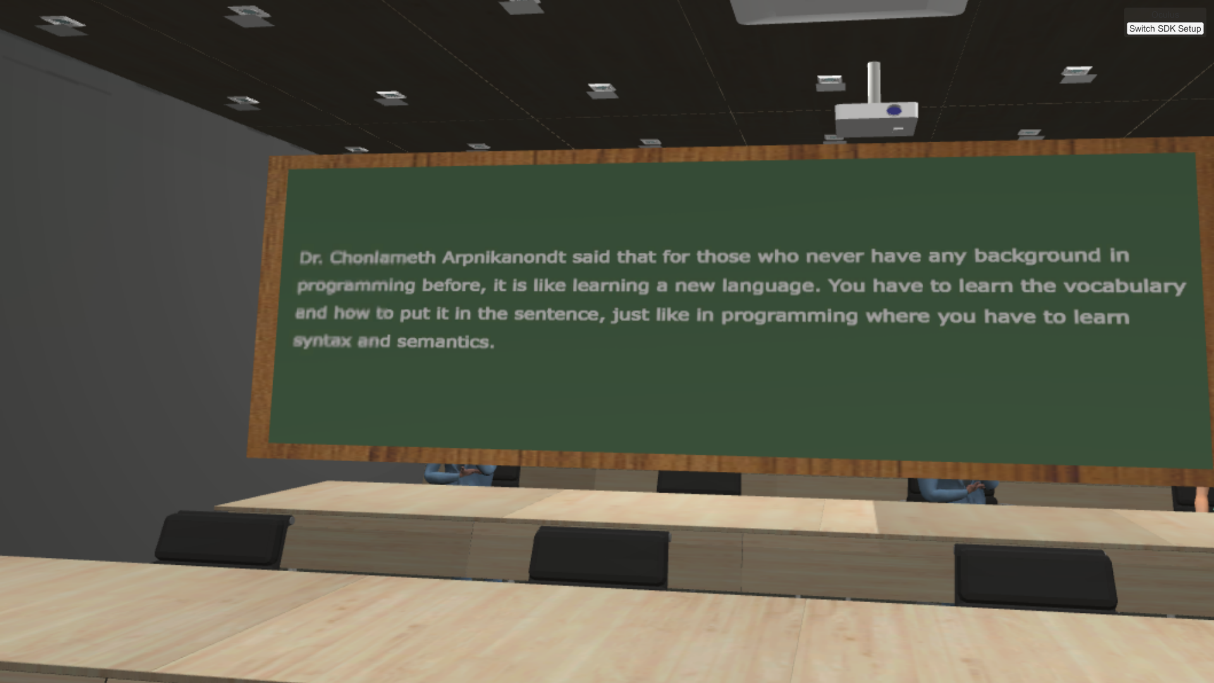 Switch SDK Setup
Dr. Chonlameth Arpnikanondt said that for those who never have any background in
programming before, it is like learning a new language. You have to learn the vocabulary
and how to put it in the sentence, just like in programming where you have to learn
syntax and semantics.